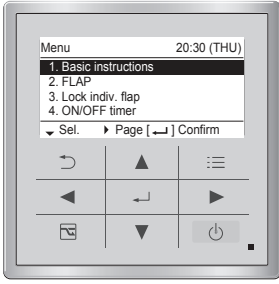 Menu 20:30 (THU)
1. Basic instructions
2. FLAP
3. Lock indiv. flap
4. ON/OFF timer
Sel. Page [ ] Confirm